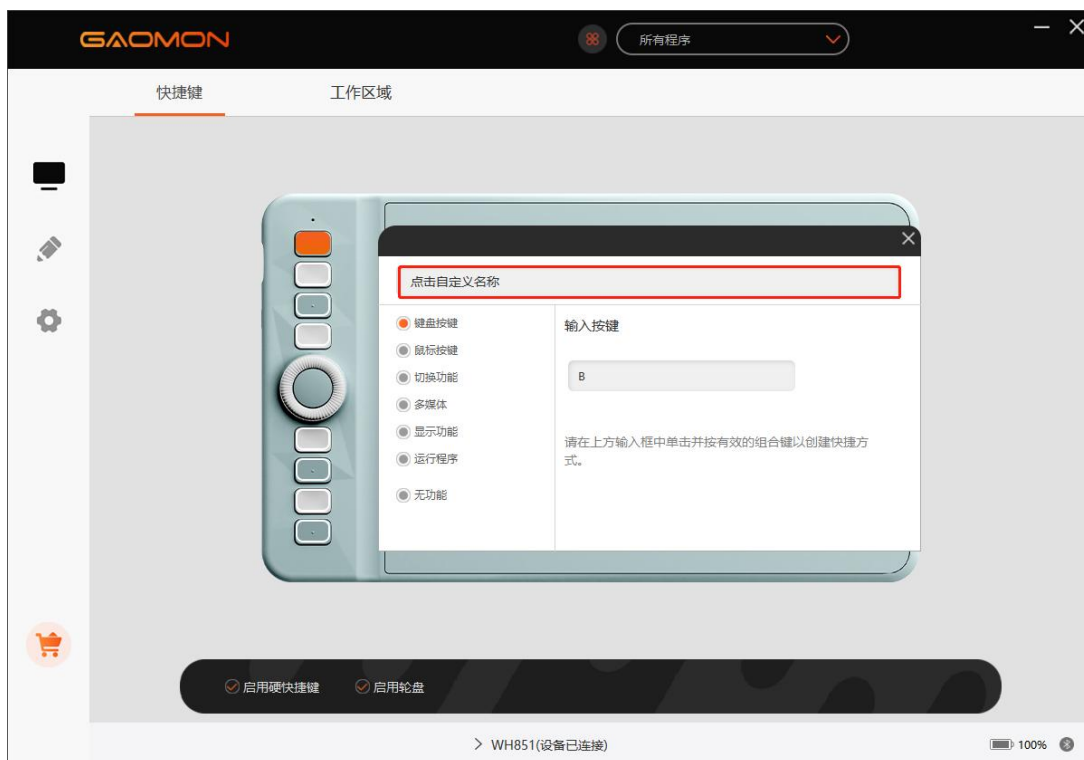 GAOMON
所有程序
快捷键
工作区域
点击自定义名称
键盘按键
鼠标按键
切换功能
多媒体
显示功能
运行程序
无功能
输入按键
B
请在上方输入框中单击并按有效的组合键以创建快捷方
式。
启用硬快捷键
启用轮盘
WH851(设备已连接)
100%